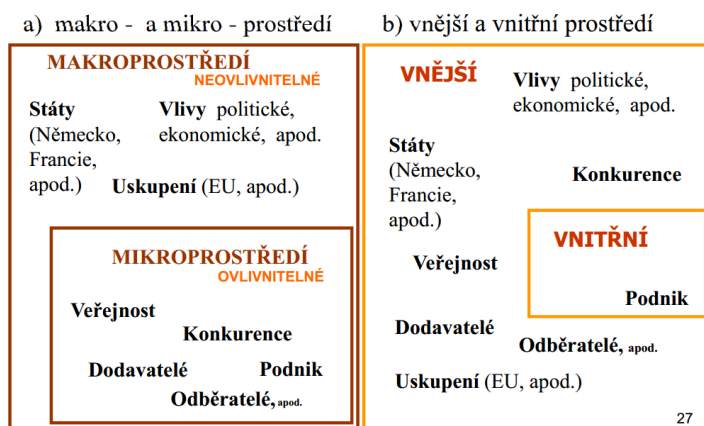 a) makro - a mikro - prostředí
MAKROPROSTŘEDÍ
NEOVLIVNITELNÉ
Státy
(Německo,
Francie,
apod.)
Vlivy politické,
ekonomické, apod.
Uskupení (EU, apod.)
MIKROPROSTŘEDÍ
OVLIVNITELNÉ
Veřejnost
Konkurence
Dodavatelé
Podnik
Odběratelé, apod.
b) vnější a vnitřní prostředí
VNĚJŠÍ
Vlivy politické,
ekonomické, apod.
Státy
(Německo,
Francie,
apod.)
Konkurence
VNITŘNÍ
Podnik
Veřejnost
Dodavatelé
Odběratelé, apod.
Uskupení (EU, apod.)
27